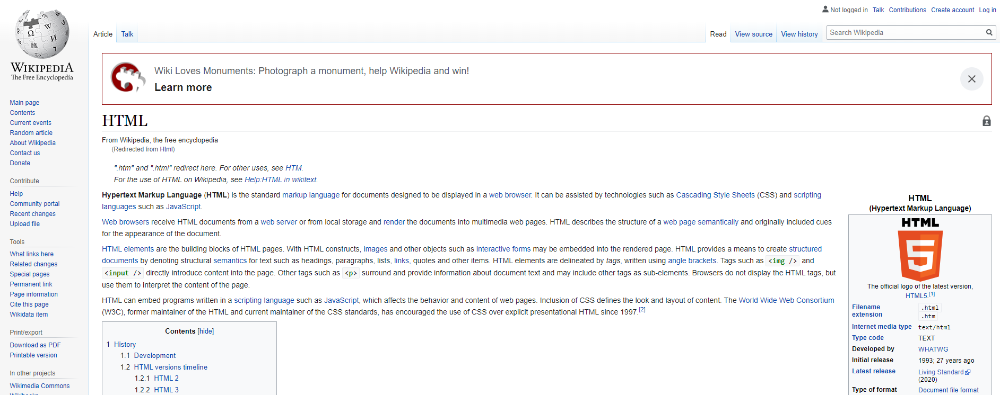 Not logged in Talk Contributions Create account Log in
Article Talk
Read View source View history
Search Wikipedia
WIKIPEDIA
The Free Encyclopedia
Main page
Contents
Current events
Random article
About Wikipedia
Contact us
Donate
Contribute
Help
Community portal
Recent changes
Upload file
Tools
What links here
Related changes
Special pages
Permanent link
Page information
Cite this page
Wikidata item
Print/export
Download as PDF
Printable version
In other projects
Wikimedia Commons
Wiki Loves Monuments: Photograph a monument, help Wikipedia and win!
Learn more
HTML
From Wikipedia, the free encyclopedia
(Redirected from Html)
".htm" and ".html" redirect here. For other uses, see HTM.
For the use of HTML on Wikipedia, see Help:HTML in wikitext.
Hypertext Markup Language (HTML) is the standard markup language for documents designed to be displayed in a web browser. It can be assisted by technologies such as Cascading Style Sheets (CSS) and scripting
languages such as JavaScript.
Web browsers receive HTML documents from a web server or from local storage and render the documents into multimedia web pages. HTML describes the structure of a web page semantically and originally included cues
for the appearance of the document.
HTML elements are the building blocks of HTML pages. With HTML constructs, images and other objects such as interactive forms may be embedded into the rendered page. HTML provides a means to create structured
documents by denoting structural semantics for text such as headings, paragraphs, lists, links, quotes and other items. HTML elements are delineated by tags, written using angle brackets. Tags such as <img /> and
<input /> directly introduce content into the page. Other tags such as <p> surround and provide information about document text and may include other tags as sub-elements. Browsers do not display the HTML tags, but
use them to interpret the content of the page.
HTML can embed programs written in a scripting language such as JavaScript, which affects the behavior and content of web pages. Inclusion of CSS defines the look and layout of content. The World Wide Web Consortium
(W3C), former maintainer of the HTML and current maintainer of the CSS standards, has encouraged the use of CSS over explicit presentational HTML since 1997.[2]
Contents [hide]
1 History
1.1 Development
1.2 HTML versions timeline
1.2.1 HTML 2
1.2.2 HTML 3
HTML
(Hypertext Markup Language)
HTML
5
The official logo of the latest version,
HTML5.[1]
Filename extension .html
.htm
Internet media type text/html
Type code TEXT
Developed by WHATWG
Initial release 1993; 27 years ago
Latest release Living Standard
(2020)
Type of format Document file format